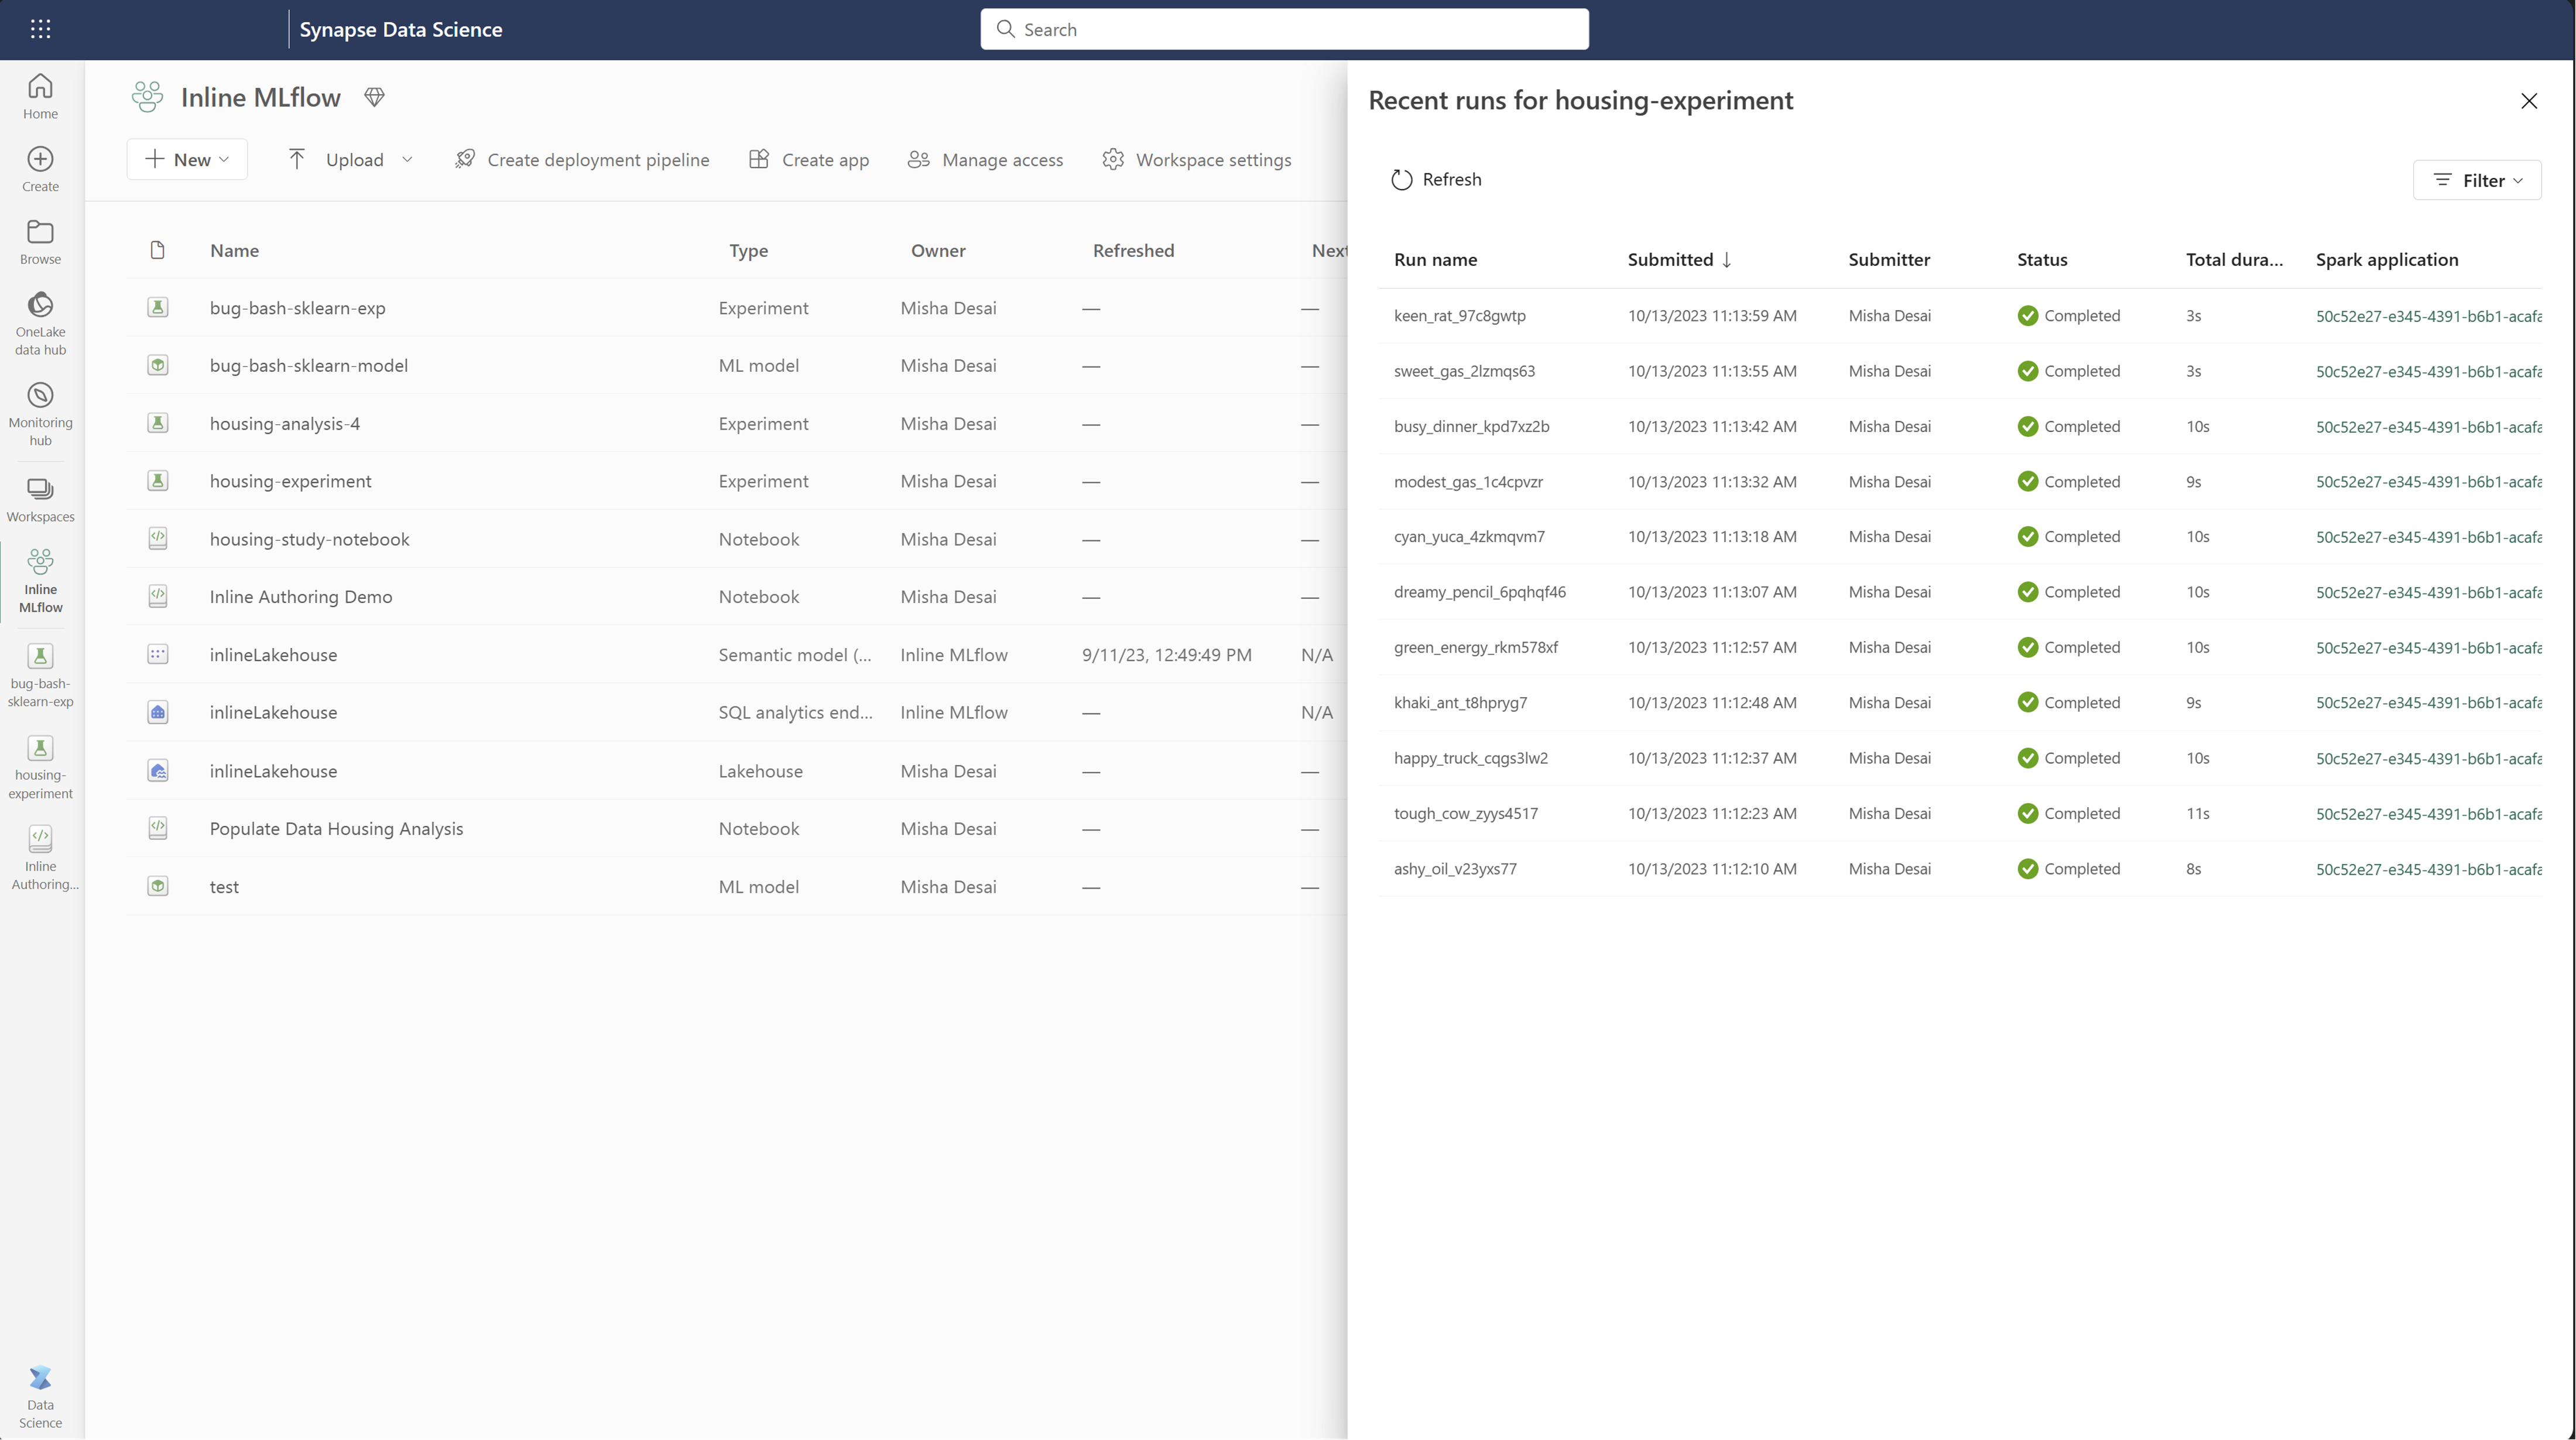 Synapse Data Science
Search
Home
Create
Browse
OneLake
data hub
Monitoring
hub
Workspaces
Inline
MLflow
bug-bash-
sklearn-exp
housing-
experiment
Inline
Authoring...
Data
Science
Inline MLflow
New
Upload
Create deployment pipeline
Create app
Manage access
Workspace settings
Name Type Owner Refreshed Next
bug-bash-sklearn-exp Experiment Misha Desai — —
bug-bash-sklearn-model ML model Misha Desai — —
housing-analysis-4 Experiment Misha Desai — —
housing-experiment Experiment Misha Desai — —
housing-study-notebook Notebook Misha Desai — —
Inline Authoring Demo Notebook Misha Desai — —
inlineLakehouse Semantic model (... Inline MLflow 9/11/23, 12:49:49 PM N/A
inlineLakehouse SQL analytics end... Inline MLflow — N/A
inlineLakehouse Lakehouse Misha Desai — —
Populate Data Housing Analysis Notebook Misha Desai — —
test ML model Misha Desai — —
Recent runs for housing-experiment
Refresh
Filter
Run name Submitted ↓ Submitter Status Total dura... Spark application
keen_rat_97c8gwtp 10/13/2023 11:13:59 AM Misha Desai Completed 3s 50c52e27-e345-4391-b6b1-acafa
sweet_gas_2lzmqs63 10/13/2023 11:13:55 AM Misha Desai Completed 3s 50c52e27-e345-4391-b6b1-acafa
busy_dinner_kpd7xz2b 10/13/2023 11:13:42 AM Misha Desai Completed 10s 50c52e27-e345-4391-b6b1-acafa
modest_gas_1c4cpvzr 10/13/2023 11:13:32 AM Misha Desai Completed 9s 50c52e27-e345-4391-b6b1-acafa
cyan_yuca_4zkmqvm7 10/13/2023 11:13:18 AM Misha Desai Completed 10s 50c52e27-e345-4391-b6b1-acafa
dreamy_pencil_6pqhqf46 10/13/2023 11:13:07 AM Misha Desai Completed 10s 50c52e27-e345-4391-b6b1-acafa
green_energy_rkm578xf 10/13/2023 11:12:57 AM Misha Desai Completed 10s 50c52e27-e345-4391-b6b1-acafa
khaki_ant_t8hpryg7 10/13/2023 11:12:48 AM Misha Desai Completed 9s 50c52e27-e345-4391-b6b1-acafa
happy_truck_cqgs3lw2 10/13/2023 11:12:37 AM Misha Desai Completed 10s 50c52e27-e345-4391-b6b1-acafa
tough_cow_zyys4517 10/13/2023 11:12:23 AM Misha Desai Completed 11s 50c52e27-e345-4391-b6b1-acafa
ashy_oil_v23yxs77 10/13/2023 11:12:10 AM Misha Desai Completed 8s 50c52e27-e345-4391-b6b1-acafa